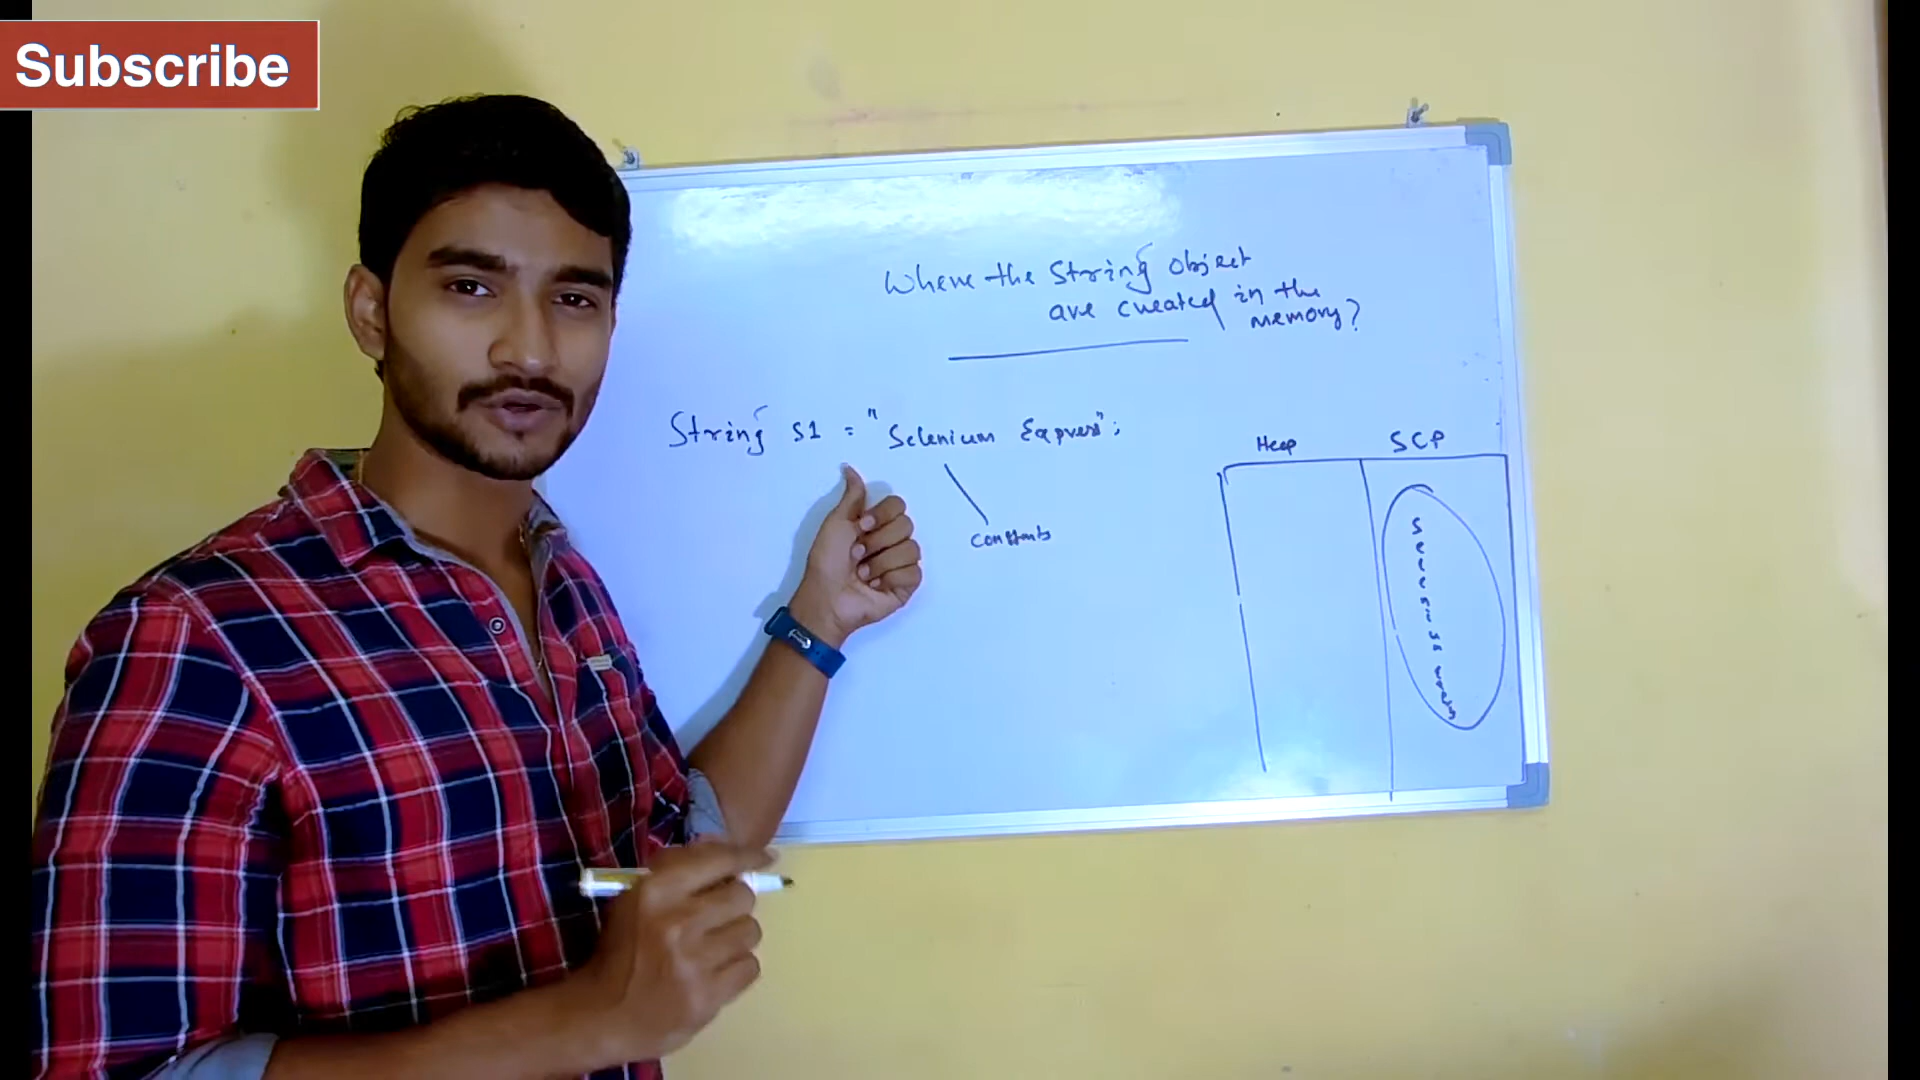 Subscribe
Where the String object
are created in the
memory?
String s1 = "Selenium Express";
constants
Heap SCP